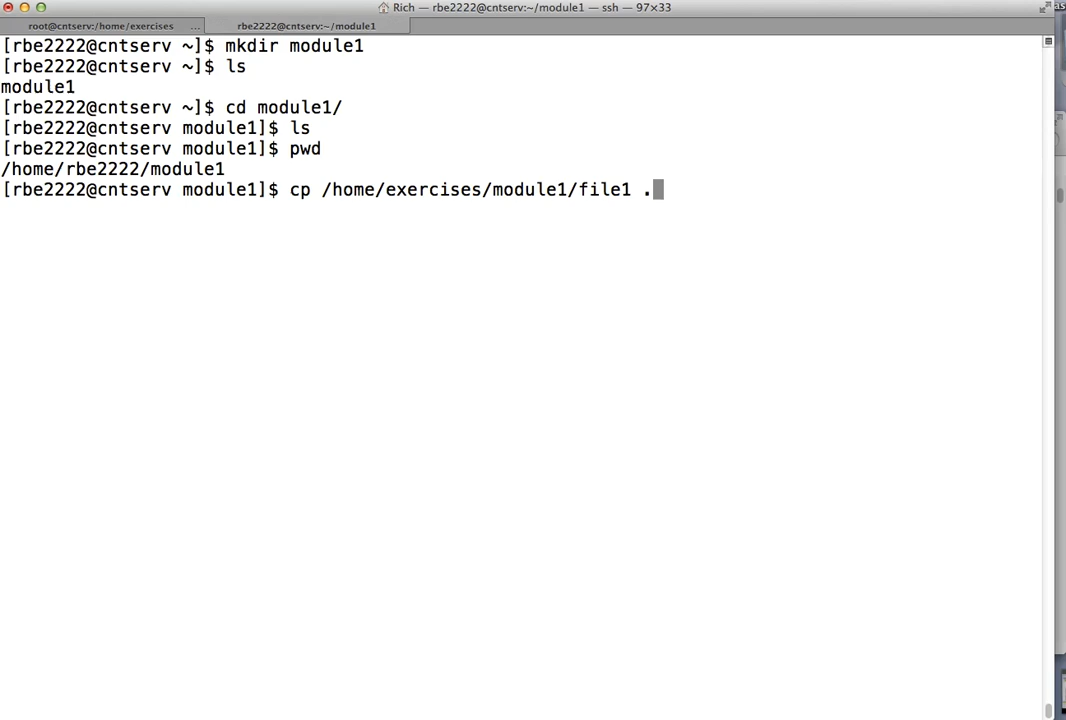 Rich — rbe2222@cntserv:~/module1 — ssh — 97×33
root@cntserv:/home/exercises ... rbe2222@cntserv:~/module1
[rbe2222@cntserv ~]$ mkdir module1
[rbe2222@cntserv ~]$ ls
module1
[rbe2222@cntserv ~]$ cd module1/
[rbe2222@cntserv module1]$ ls
[rbe2222@cntserv module1]$ pwd
/home/rbe2222/module1
[rbe2222@cntserv module1]$ cp /home/exercises/module1/file1 .